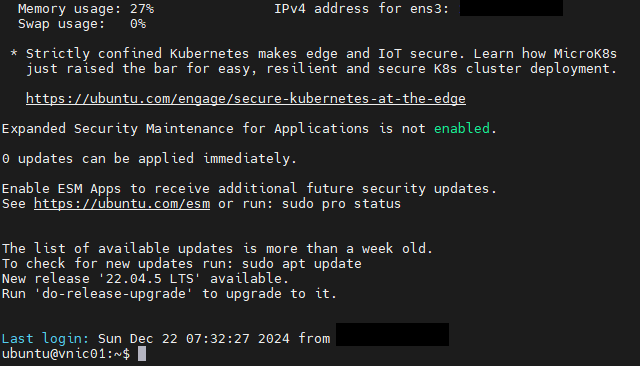 Memory usage: 27% IPv4 address for ens3:
Swap usage: 0%
* Strictly confined Kubernetes makes edge and IoT secure. Learn how MicroK8s
just raised the bar for easy, resilient and secure K8s cluster deployment.
https://ubuntu.com/engage/secure-kubernetes-at-the-edge
Expanded Security Maintenance for Applications is not enabled.
0 updates can be applied immediately.
Enable ESM Apps to receive additional future security updates.
See https://ubuntu.com/esm or run: sudo pro status
The list of available updates is more than a week old.
To check for new updates run: sudo apt update
New release '22.04.5 LTS' available.
Run 'do-release-upgrade' to upgrade to it.
Last login: Sun Dec 22 07:32:27 2024 from
ubuntu@vnic01:~$